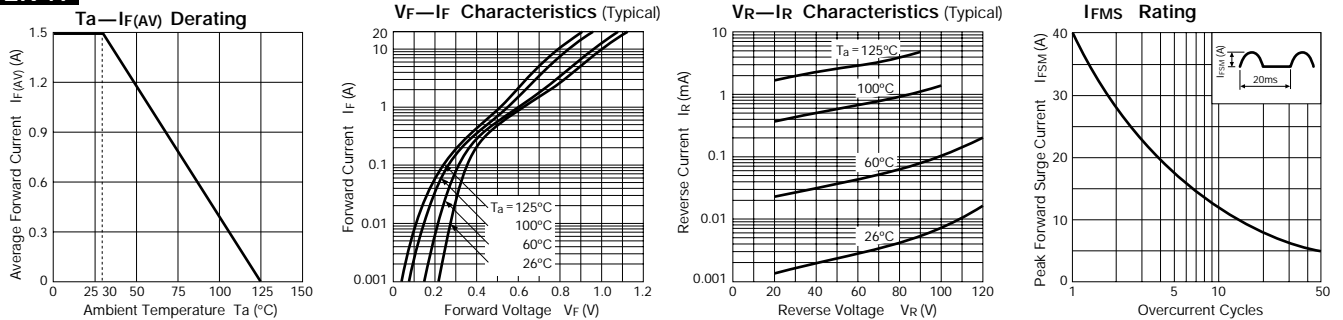 Ta—IF(AV) Derating
1.5
1.2
0.9
0.6
0.3
0
Average Forward Current IF(AV) (A)
0 25 30 50 75 100 125 150
Ambient Temperature Ta (°C)
VF—IF Characteristics (Typical)
20
10
1
0.1
0.01
0.001
Forward Current IF (A)
Ta = 125°C
100°C
60°C
26°C
0 0.2 0.4 0.6 0.8 1.0 1.2
Forward Voltage VF (V)
VR—IR Characteristics (Typical)
10
1
0.1
0.01
0.001
Reverse Current IR (mA)
Ta = 125°C
100°C
60°C
26°C
0 20 40 60 80 100 120
Reverse Voltage VR (V)
IFMS Rating
40
30
20
10
0
Peak Forward Surge Current IFSM (A)
IFSM (A)
20ms
1 5 10 50
Overcurrent Cycles